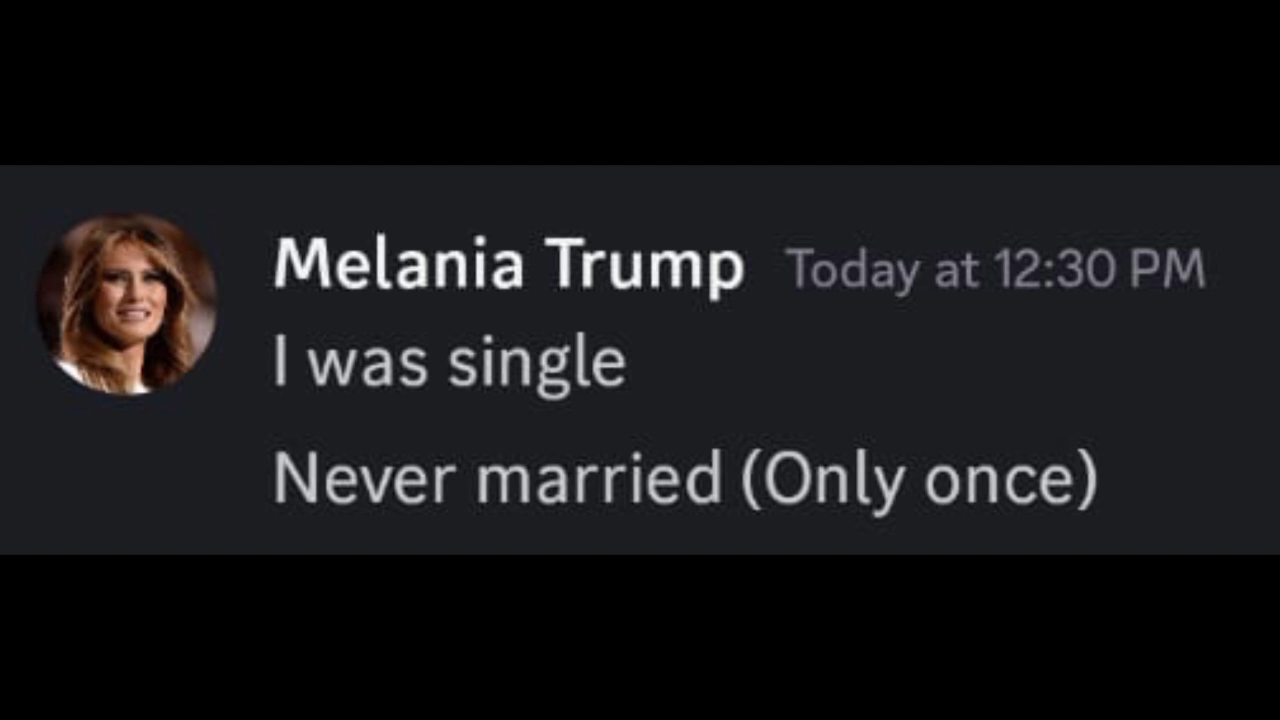 Melania Trump Today at 12:30 PM
I was single
Never married (Only once)